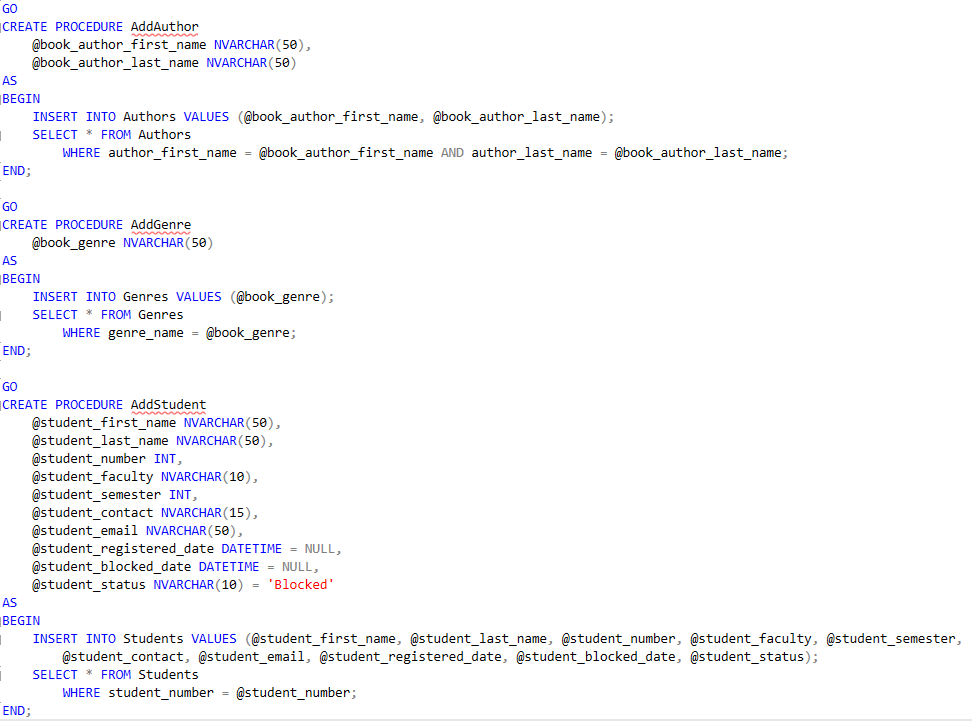 GO
CREATE PROCEDURE AddAuthor
    @book_author_first_name NVARCHAR(50),
    @book_author_last_name NVARCHAR(50)
AS
BEGIN
    INSERT INTO Authors VALUES (@book_author_first_name, @book_author_last_name);
    SELECT * FROM Authors
        WHERE author_first_name = @book_author_first_name AND author_last_name = @book_author_last_name;
END;

GO
CREATE PROCEDURE AddGenre
    @book_genre NVARCHAR(50)
AS
BEGIN
    INSERT INTO Genres VALUES (@book_genre);
    SELECT * FROM Genres
        WHERE genre_name = @book_genre;
END;

GO
CREATE PROCEDURE AddStudent
    @student_first_name NVARCHAR(50),
    @student_last_name NVARCHAR(50),
    @student_number INT,
    @student_faculty NVARCHAR(10),
    @student_semester INT,
    @student_contact NVARCHAR(15),
    @student_email NVARCHAR(50),
    @student_registered_date DATETIME = NULL,
    @student_blocked_date DATETIME = NULL,
    @student_status NVARCHAR(10) = 'Blocked'
AS
BEGIN
    INSERT INTO Students VALUES (@student_first_name, @student_last_name, @student_number, @student_faculty, @student_semester,
        @student_contact, @student_email, @student_registered_date, @student_blocked_date, @student_status);
    SELECT * FROM Students
        WHERE student_number = @student_number;
END;